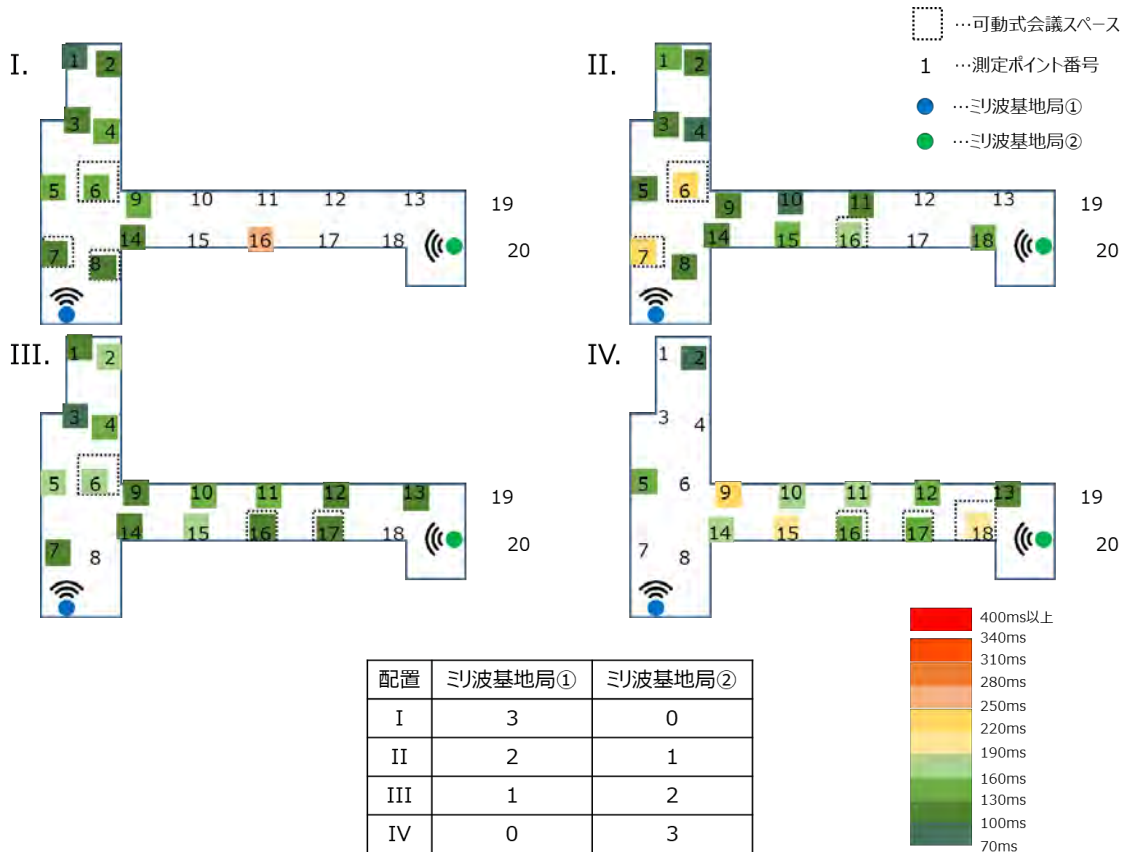 …可動式会議スペース
1 …測定ポイント番号
…ミリ波基地局①
…ミリ波基地局②
I.
1 2
3 4
5 6 9 10 11 12 13 19
7 8 14 15 16 17 18 20
II.
1 2
3 4
5 6 9 10 11 12 13 19
7 8 14 15 16 17 18 20
III.
1 2
3 4
5 6 9 10 11 12 13 19
7 8 14 15 16 17 18 20
IV.
1 2
3 4
5 6 9 10 11 12 13 19
7 8 14 15 16 17 18 20
配置 ミリ波基地局① ミリ波基地局②
I 3 0
II 2 1
III 1 2
IV 0 3
400ms以上
340ms
310ms
280ms
250ms
220ms
190ms
160ms
130ms
100ms
70ms